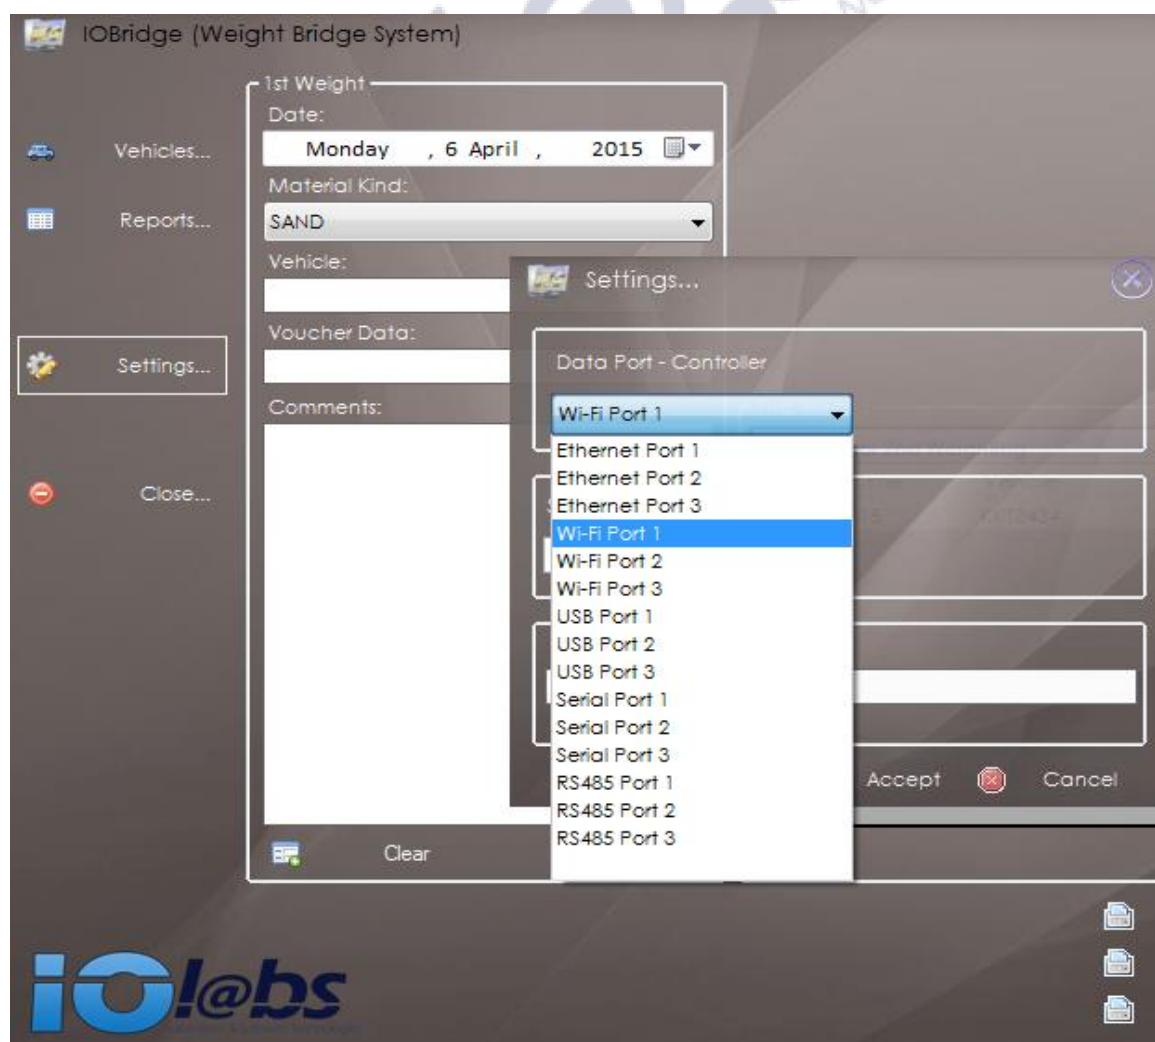 IOBridge (Weight Bridge System)
1st Weight
Date:
Monday , 6 April , 2015
Vehicles...
Material Kind:
Reports...
SAND
Vehicle:
Settings...
Voucher Data:
Settings...
Data Port - Controller
Comments:
Wi-Fi Port 1
Ethernet Port 1
Ethernet Port 2
Close...
Ethernet Port 3
Wi-Fi Port 1
Wi-Fi Port 2
Wi-Fi Port 3
USB Port 1
USB Port 2
USB Port 3
Serial Port 1
Serial Port 2
Serial Port 3
RS485 Port 1
Accept
Cancel
RS485 Port 2
RS485 Port 3
Clear
iO!@bs